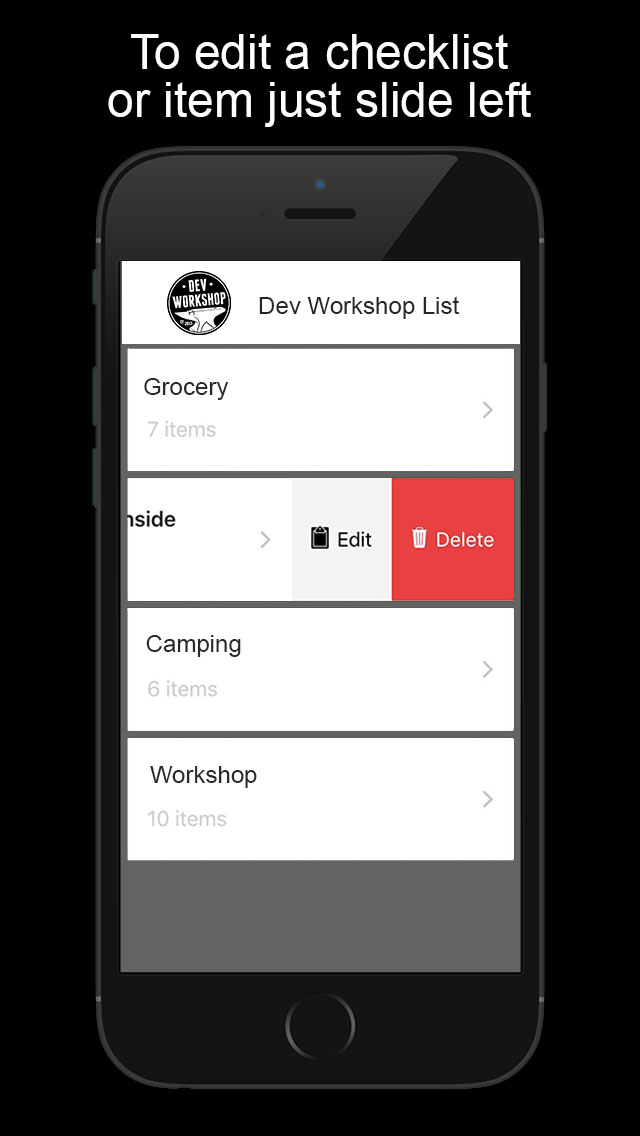 To edit a checklist
or item just slide left
DEV
WORKSHOP
Dev Workshop List
Grocery
7 items
nside
Edit
Delete
Camping
6 items
Workshop
10 items